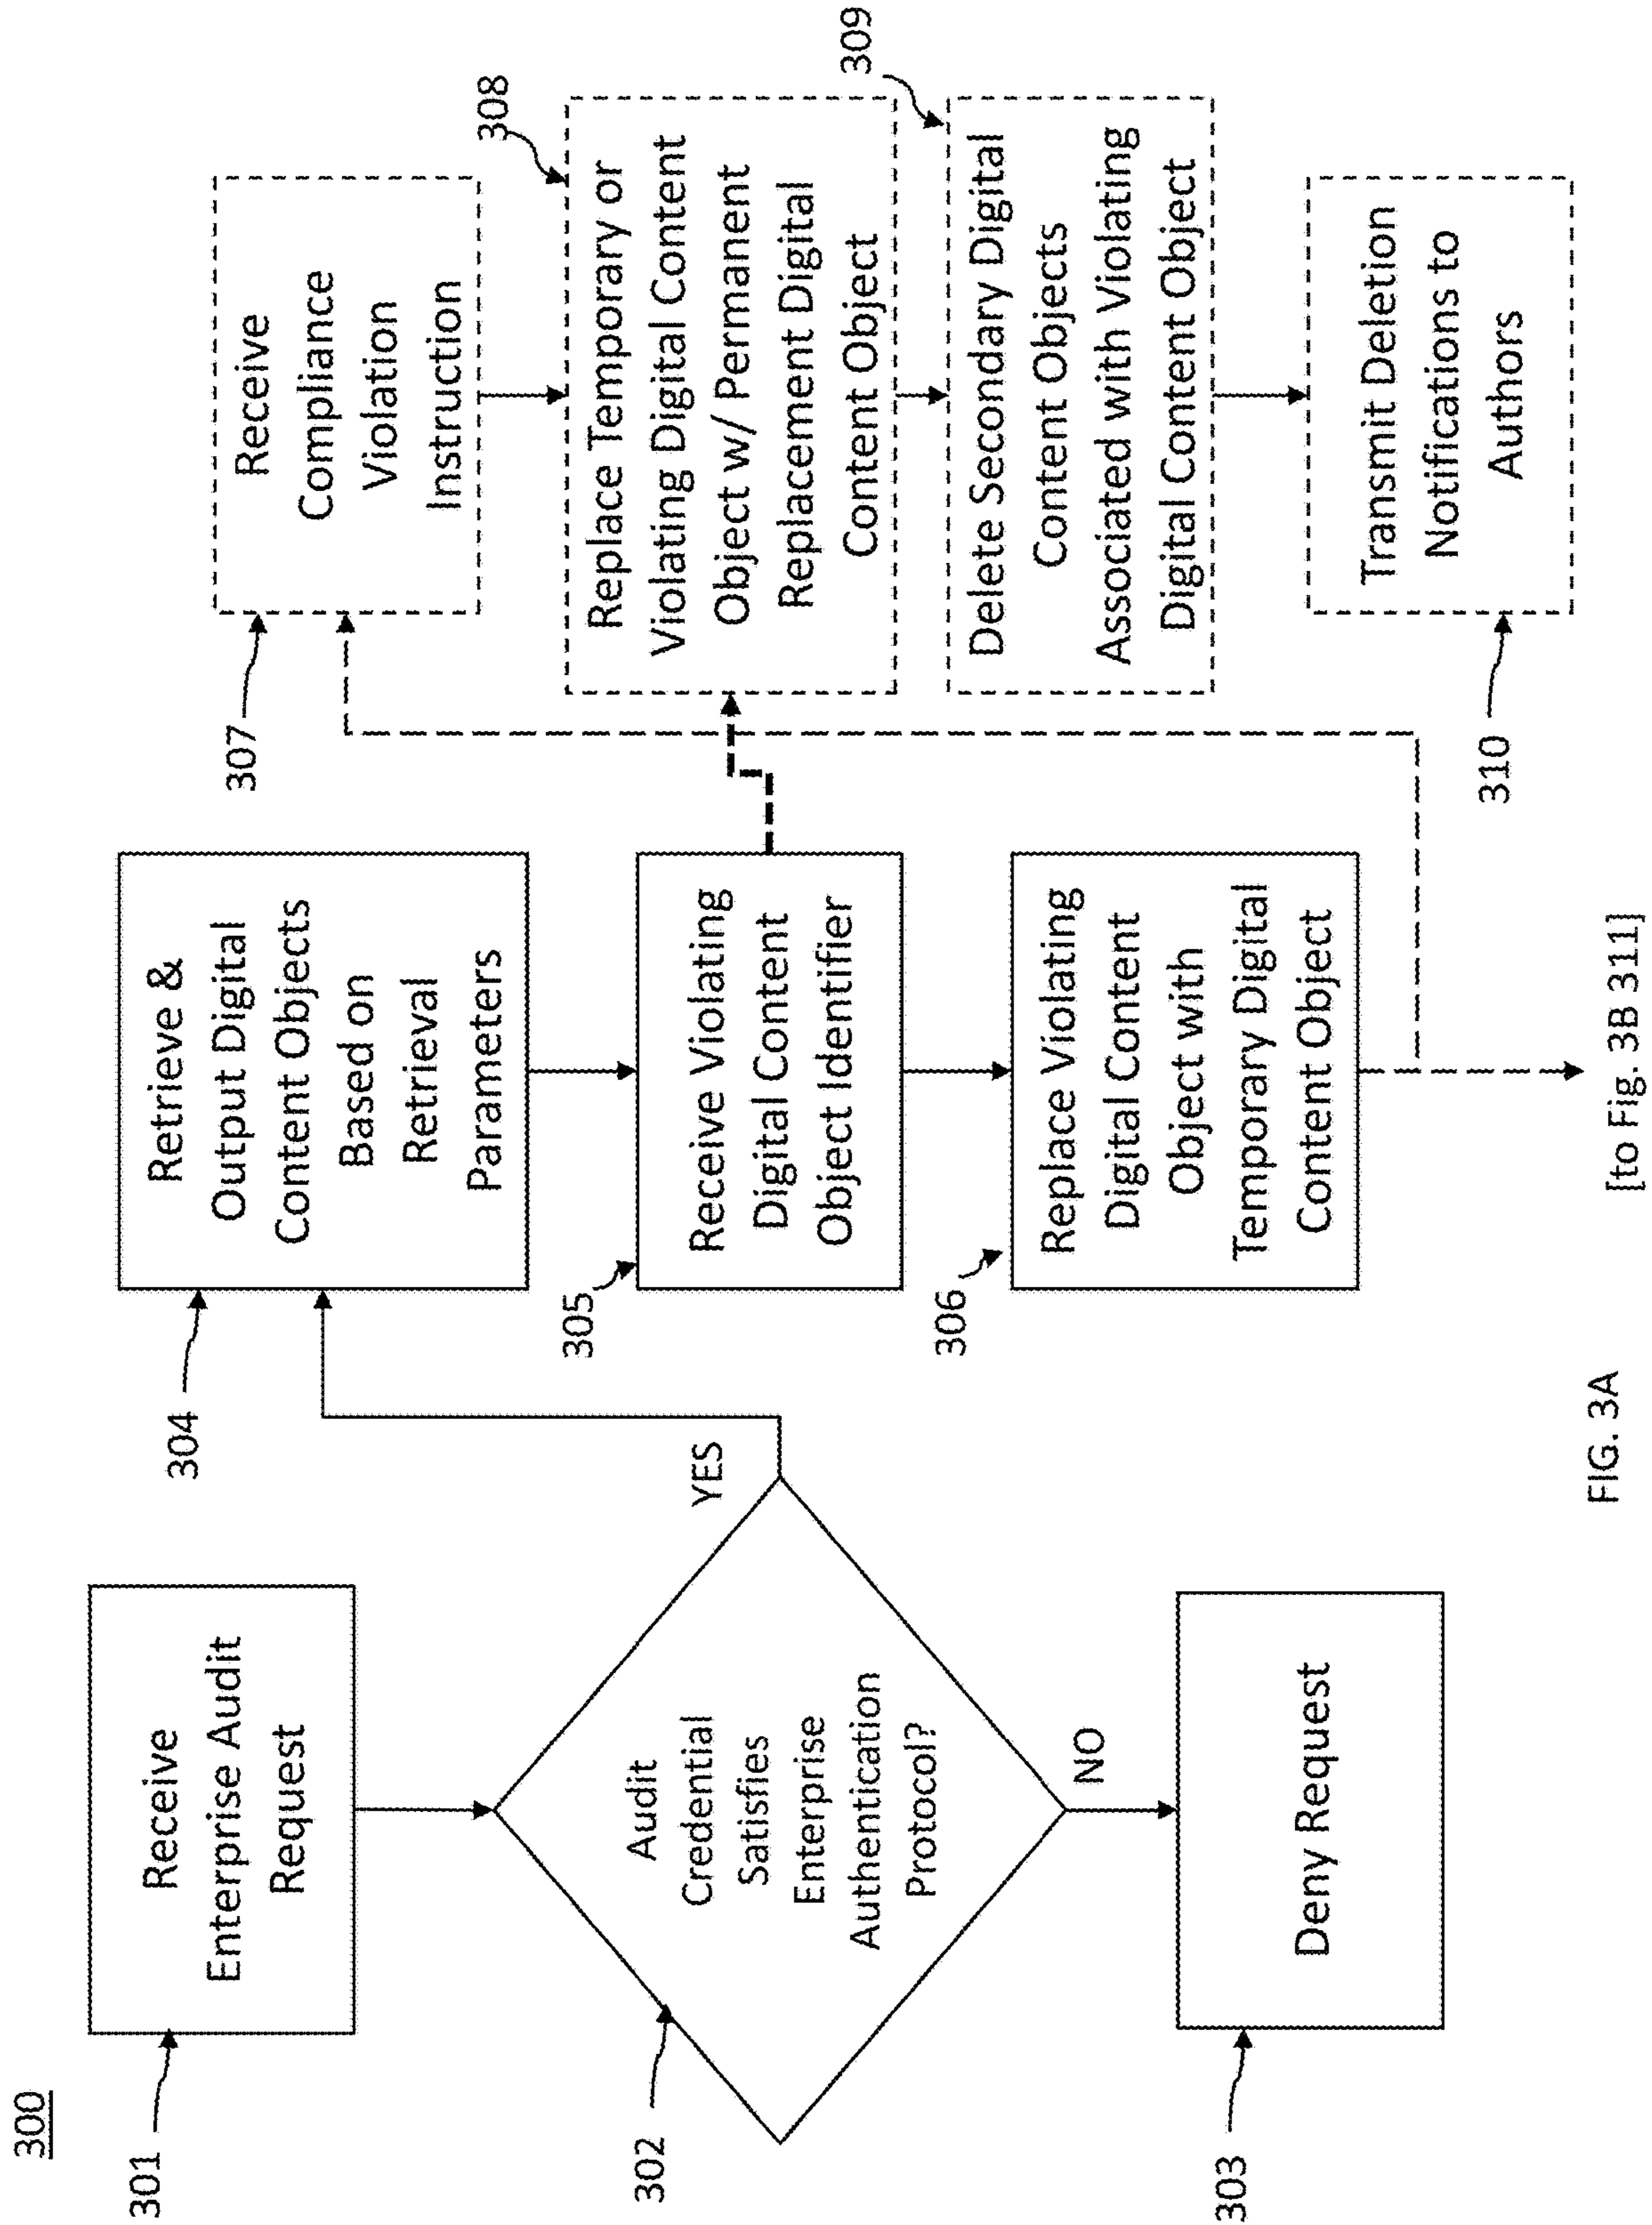 300
301
Receive
Enterprise Audit
Request
302
Audit
Credential
Satisfies
Enterprise
Authentication
Protocol?
YES
NO
303
Deny Request
304
Retrieve &
Output Digital
Content Objects
Based on
Retrieval
Parameters
305
Receive Violating
Digital Content
Object Identifier
306
Replace Violating
Digital Content
Object with
Temporary Digital
Content Object
[to Fig. 3B 311]
307
Receive
Compliance
Violation
Instruction
308
Replace Temporary or
Violating Digital Content
Object w/ Permanent
Replacement Digital
Content Object
309
Delete Secondary Digital
Content Objects
Associated with Violating
Digital Content Object
310
Transmit Deletion
Notifications to
Authors
FIG. 3A